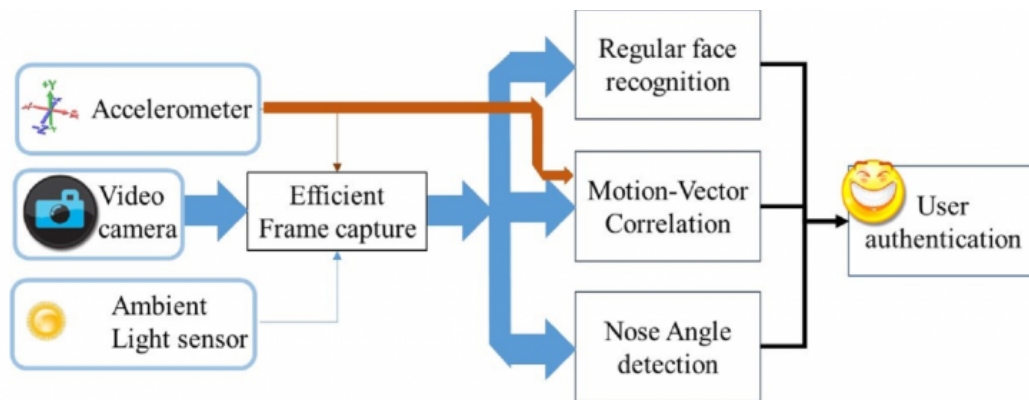 Accelerometer
Video
camera
Ambient
Light sensor
Efficient
Frame capture
Regular face
recognition
Motion-Vector
Correlation
Nose Angle
detection
User
authentication